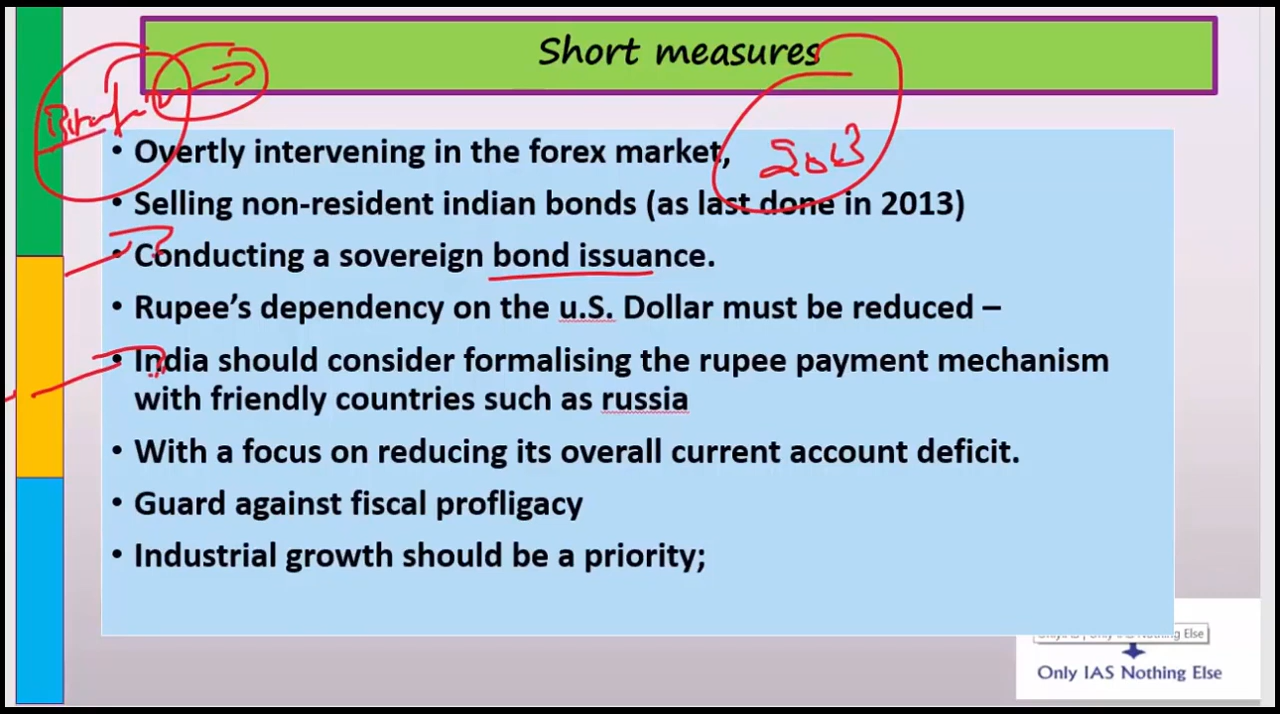 Short measures
• Overtly intervening in the forex market,
2013
• Selling non-resident indian bonds (as last done in 2013)
• Conducting a sovereign bond issuance.
• Rupee’s dependency on the u.S. Dollar must be reduced –
• India should consider formalising the rupee payment mechanism
with friendly countries such as russia
• With a focus on reducing its overall current account deficit.
• Guard against fiscal profligacy
• Industrial growth should be a priority;
Nothing Else
Only IAS Nothing Else